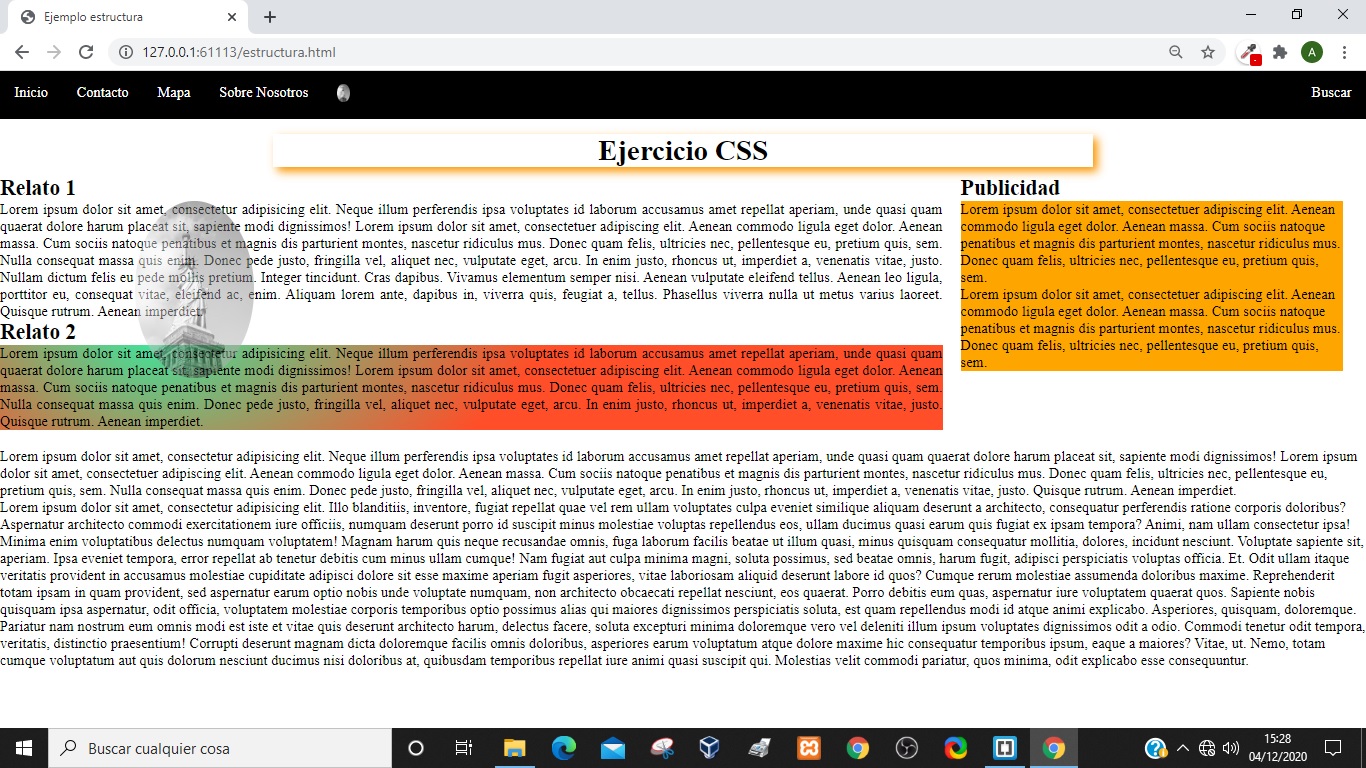 Ejemplo estructura
127.0.0.1:61113/estructura.html
A
Inicio Contacto Mapa Sobre Nosotros Buscar
Ejercicio CSS
Relato 1
Lorem ipsum dolor sit amet, consectetur adipisicing elit. Neque illum perferendis ipsa voluptates id laborum accusamus amet repellat aperiam, unde quasi quam
quaerat dolore harum placeat sit, sapiente modi dignissimos! Lorem ipsum dolor sit amet, consectetuer adipiscing elit. Aenean commodo ligula eget dolor. Aenean
massa. Cum sociis natoque penatibus et magnis dis parturient montes, nascetur ridiculus mus. Donec quam felis, ultricies nec, pellentesque eu, pretium quis, sem.
Nulla consequat massa quis enim. Donec pede justo, fringilla vel, aliquet nec, vulputate eget, arcu. In enim justo, rhoncus ut, imperdiet a, venenatis vitae, justo.
Nullam dictum felis eu pede mollis pretium. Integer tincidunt. Cras dapibus. Vivamus elementum semper nisi. Aenean vulputate eleifend tellus. Aenean leo ligula,
porttitor eu, consequat vitae, eleifend ac, enim. Aliquam lorem ante, dapibus in, viverra quis, feugiat a, tellus. Phasellus viverra nulla ut metus varius laoreet.
Quisque rutrum. Aenean imperdiet.
Relato 2
Lorem ipsum dolor sit amet, consectetur adipisicing elit. Neque illum perferendis ipsa voluptates id laborum accusamus amet repellat aperiam, unde quasi quam
quaerat dolore harum placeat sit, sapiente modi dignissimos! Lorem ipsum dolor sit amet, consectetuer adipiscing elit. Aenean commodo ligula eget dolor. Aenean
massa. Cum sociis natoque penatibus et magnis dis parturient montes, nascetur ridiculus mus. Donec quam felis, ultricies nec, pellentesque eu, pretium quis, sem.
Nulla consequat massa quis enim. Donec pede justo, fringilla vel, aliquet nec, vulputate eget, arcu. In enim justo, rhoncus ut, imperdiet a, venenatis vitae, justo.
Quisque rutrum. Aenean imperdiet.
Publicidad
Lorem ipsum dolor sit amet, consectetuer adipiscing elit. Aenean
commodo ligula eget dolor. Aenean massa. Cum sociis natoque
penatibus et magnis dis parturient montes, nascetur ridiculus mus.
Donec quam felis, ultricies nec, pellentesque eu, pretium quis,
sem.
Lorem ipsum dolor sit amet, consectetuer adipiscing elit. Aenean
commodo ligula eget dolor. Aenean massa. Cum sociis natoque
penatibus et magnis dis parturient montes, nascetur ridiculus mus.
Donec quam felis, ultricies nec, pellentesque eu, pretium quis,
sem.
Lorem ipsum dolor sit amet, consectetur adipisicing elit. Neque illum perferendis ipsa voluptates id laborum accusamus amet repellat aperiam, unde quasi quam quaerat dolore harum placeat sit, sapiente modi dignissimos! Lorem ipsum
dolor sit amet, consectetuer adipiscing elit. Aenean commodo ligula eget dolor. Aenean massa. Cum sociis natoque penatibus et magnis dis parturient montes, nascetur ridiculus mus. Donec quam felis, ultricies nec, pellentesque eu,
pretium quis, sem. Nulla consequat massa quis enim. Donec pede justo, fringilla vel, aliquet nec, vulputate eget, arcu. In enim justo, rhoncus ut, imperdiet a, venenatis vitae, justo. Quisque rutrum. Aenean imperdiet.
Lorem ipsum dolor sit amet, consectetur adipisicing elit. Illo blanditiis, inventore, fugiat repellat quae vel rem ullam voluptates culpa eveniet similique aliquam deserunt a architecto, consequatur perferendis ratione corporis doloribus?
Aspernatur architecto commodi exercitationem iure officiis, numquam deserunt porro id suscipit minus molestiae voluptas repellendus eos, ullam ducimus quasi earum quis fugiat ex ipsam tempora? Animi, nam ullam consectetur ipsa!
Minima enim voluptatibus delectus numquam voluptatem! Magnam harum quis neque recusandae omnis, fuga laborum facilis beatae ut illum quasi, minus quisquam consequatur mollitia, dolores, incidunt nesciunt. Voluptate sapiente sit,
aperiam. Ipsa eveniet tempora, error repellat ab tenetur debitis cum minus ullam cumque! Nam fugiat aut culpa minima magni, soluta possimus, sed beatae omnis, harum fugit, adipisci perspiciatis voluptas officia. Et. Odit ullam itaque
veritatis provident in accusamus molestiae cupiditate adipisci dolore sit esse maxime aperiam fugit asperiores, vitae laboriosam aliquid deserunt labore id quos? Cumque rerum molestiae assumenda doloribus maxime. Reprehenderit
totam ipsam in quam provident, sed aspernatur earum optio nobis unde voluptate numquam, non architecto obcaecati repellat nesciunt, eos quaerat. Porro debitis eum quas, aspernatur iure voluptatem quaerat quos. Sapiente nobis
quisquam ipsa aspernatur, odit officia, voluptatem molestiae corporis temporibus optio possimus alias qui maiores dignissimos perspiciatis soluta, est quam repellendus modi id atque animi explicabo. Asperiores, quisquam, doloremque.
Pariatur nam nostrum eum omnis modi est iste et vitae quis deserunt architecto harum, delectus facere, soluta excepturi minima doloremque vero vel deleniti illum ipsum voluptates dignissimos odit a odio. Commodi tenetur odit tempora,
veritatis, distinctio praesentium! Corrupti deserunt magnam dicta doloremque facilis omnis doloribus, asperiores earum voluptatum atque dolore maxime hic consequatur temporibus ipsum, eaque a maiores? Vitae, ut. Nemo, totam
cumque voluptatum aut quis dolorum nesciunt ducimus nisi doloribus at, quibusdam temporibus repellat iure animi quasi suscipit qui. Molestias velit commodi pariatur, quos minima, odit explicabo esse consequuntur.
Buscar cualquier cosa
15:28
04/12/2020